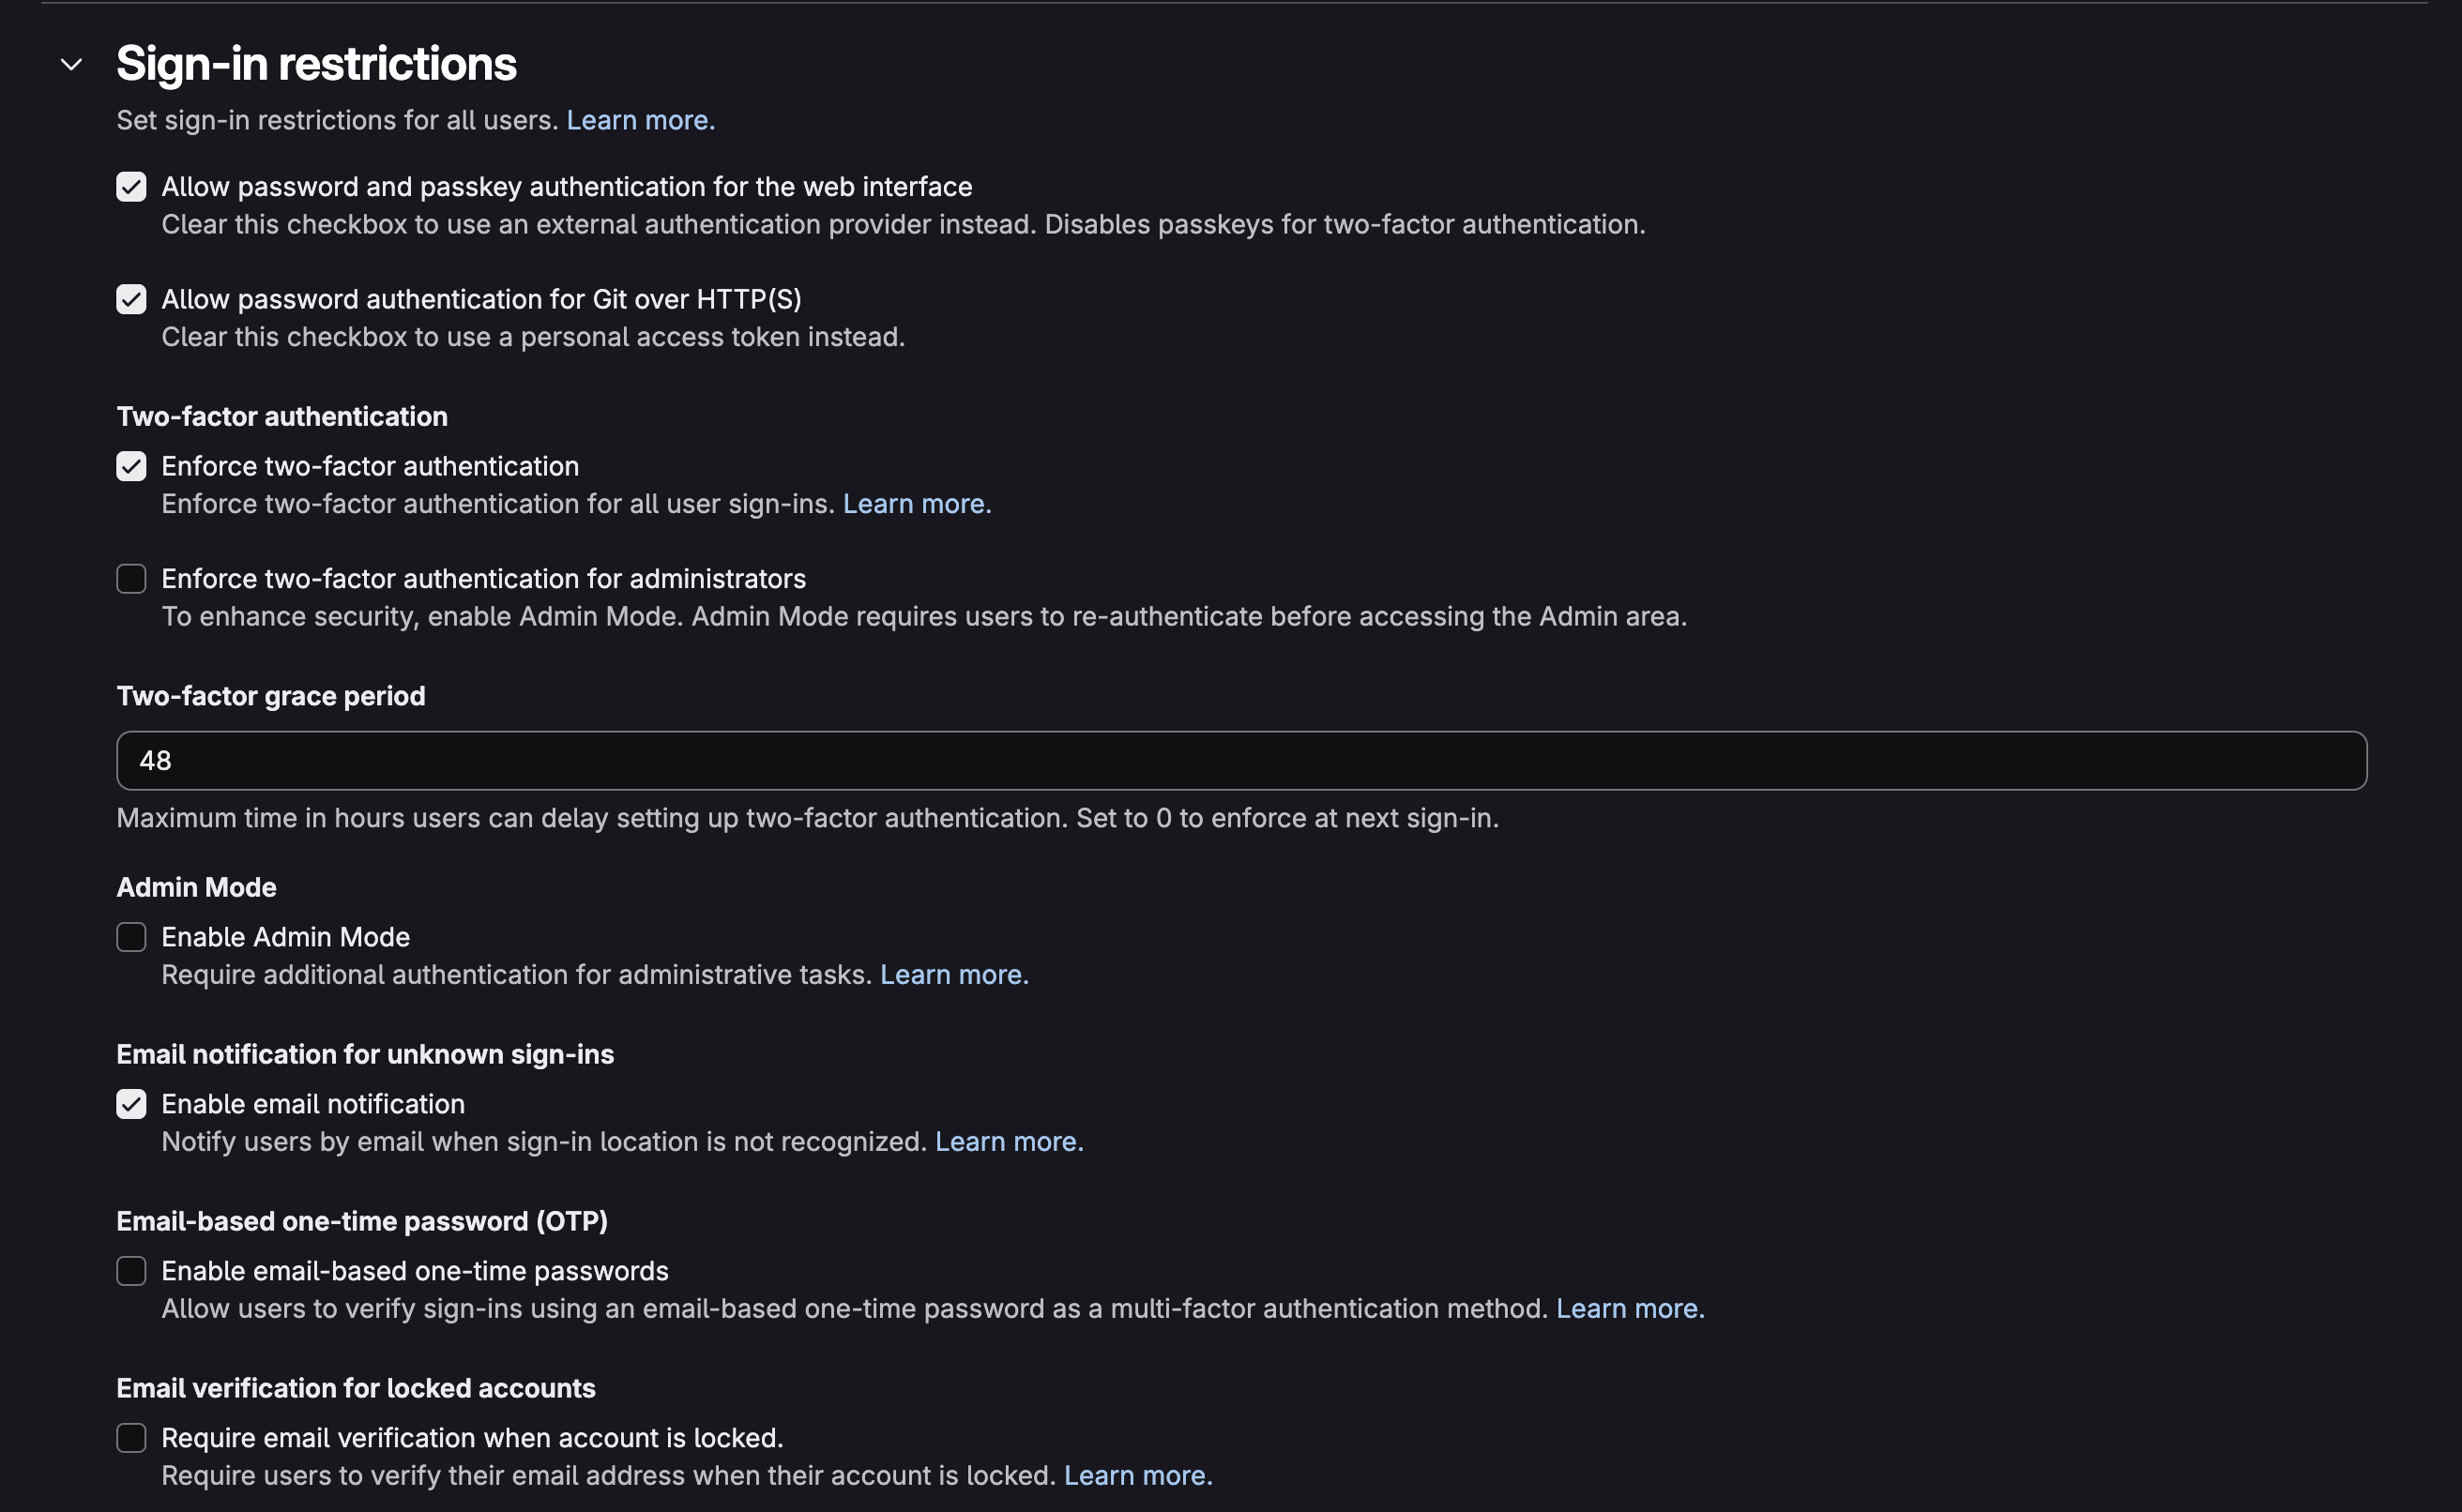 Sign-in restrictions
Set sign-in restrictions for all users. Learn more.
Allow password and passkey authentication for the web interface
Clear this checkbox to use an external authentication provider instead. Disables passkeys for two-factor authentication.
Allow password authentication for Git over HTTP(S)
Clear this checkbox to use a personal access token instead.
Two-factor authentication
Enforce two-factor authentication
Enforce two-factor authentication for all user sign-ins. Learn more.
Enforce two-factor authentication for administrators
To enhance security, enable Admin Mode. Admin Mode requires users to re-authenticate before accessing the Admin area.
Two-factor grace period
48
Maximum time in hours users can delay setting up two-factor authentication. Set to 0 to enforce at next sign-in.
Admin Mode
Enable Admin Mode
Require additional authentication for administrative tasks. Learn more.
Email notification for unknown sign-ins
Enable email notification
Notify users by email when sign-in location is not recognized. Learn more.
Email-based one-time password (OTP)
Enable email-based one-time passwords
Allow users to verify sign-ins using an email-based one-time password as a multi-factor authentication method. Learn more.
Email verification for locked accounts
Require email verification when account is locked.
Require users to verify their email address when their account is locked. Learn more.